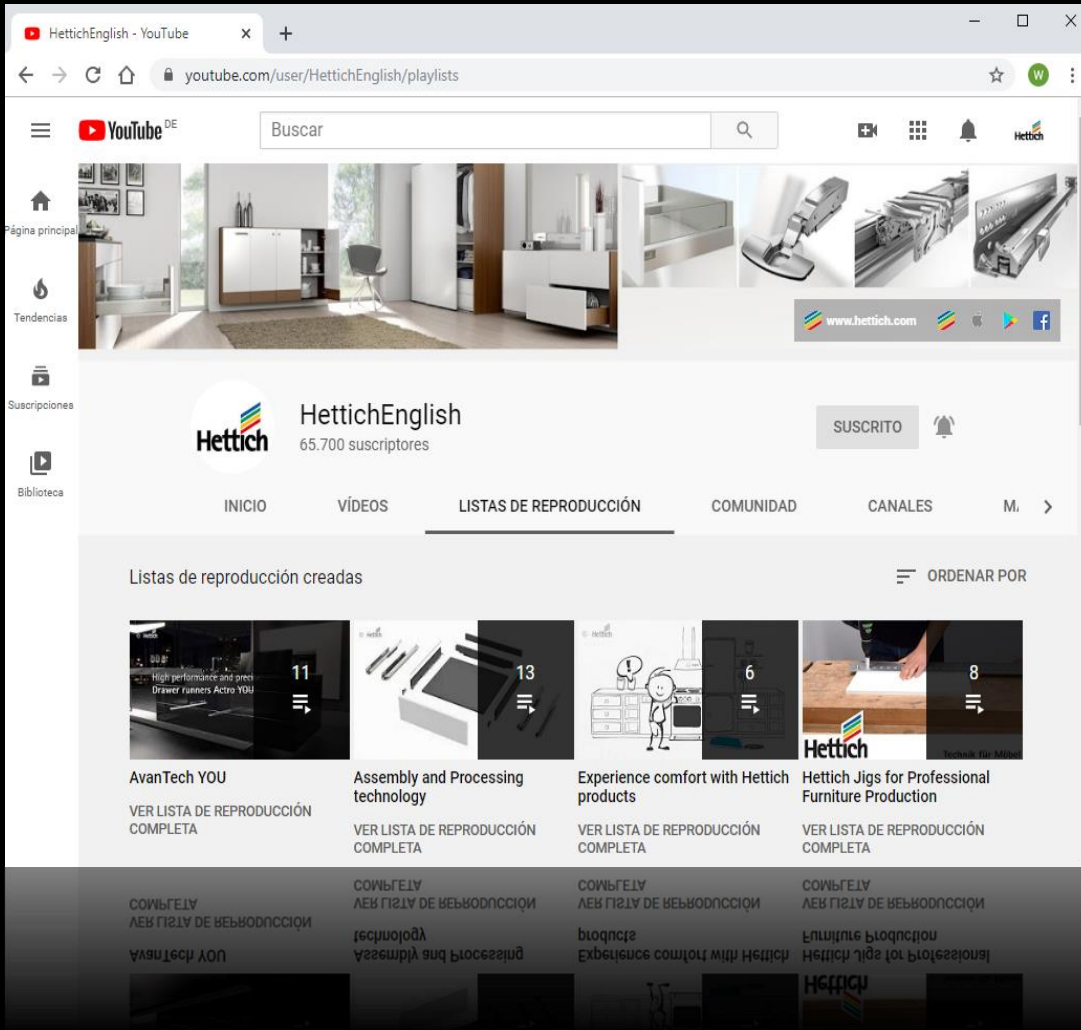 HettichEnglish - YouTube
youtube.com/user/HettichEnglish/playlists
YouTube DE
Buscar
Hettich
Página principal
Tendencias
Suscripciones
Biblioteca
www.hettich.com
Hettich
HettichEnglish
65.700 suscriptores
SUSCRITO
INICIO
VÍDEOS
LISTAS DE REPRODUCCIÓN
COMUNIDAD
CANALES
Listas de reproducción creadas
ORDENAR POR
High performance and preci
Drawer runners Actro YOU
11
AvanTech YOU
VER LISTA DE REPRODUCCIÓN
COMPLETA
13
Assembly and Processing
technology
VER LISTA DE REPRODUCCIÓN
COMPLETA
6
Experience comfort with Hettich
products
VER LISTA DE REPRODUCCIÓN
COMPLETA
8
Hettich
Technik für Möbel
Hettich Jigs for Professional
Furniture Production
VER LISTA DE REPRODUCCIÓN
COMPLETA